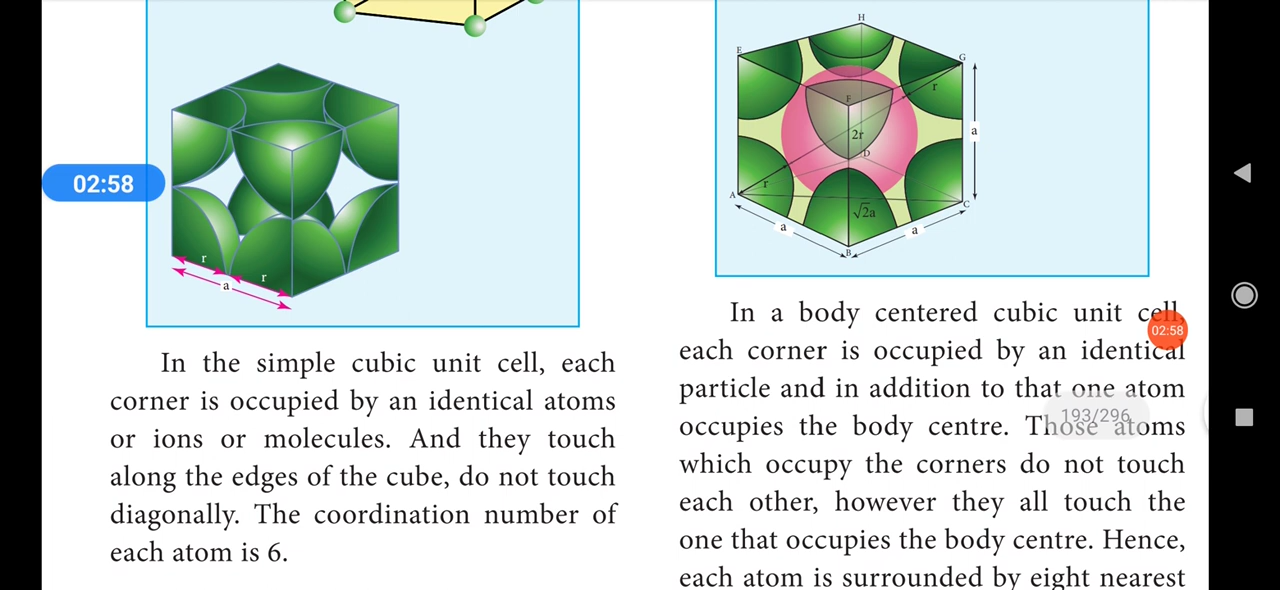 02:58
r
r
a
In the simple cubic unit cell, each
corner is occupied by an identical atoms
or ions or molecules. And they touch
along the edges of the cube, do not touch
diagonally. The coordination number of
each atom is 6.
H
E
G
r
F
a
2r
D
r
A
C
√2a
a
a
B
In a body centered cubic unit cell,
02:58
each corner is occupied by an identical
particle and in addition to that one atom
193/296
occupies the body centre. Those atoms
which occupy the corners do not touch
each other, however they all touch the
one that occupies the body centre. Hence,
each atom is surrounded by eight nearest